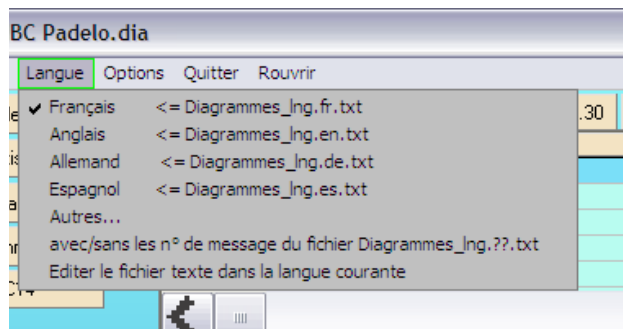 BC Padelo.dia
Langue Options Quitter Rouvrir
✓ Français <= Diagrammes_lng.fr.txt
.30
Anglais <= Diagrammes_lng.en.txt
Allemand <= Diagrammes_lng.de.txt
Espagnol <= Diagrammes_lng.es.txt
Autres...
avec/sans les n° de message du fichier Diagrammes_lng.??.txt
Editer le fichier texte dans la langue courante